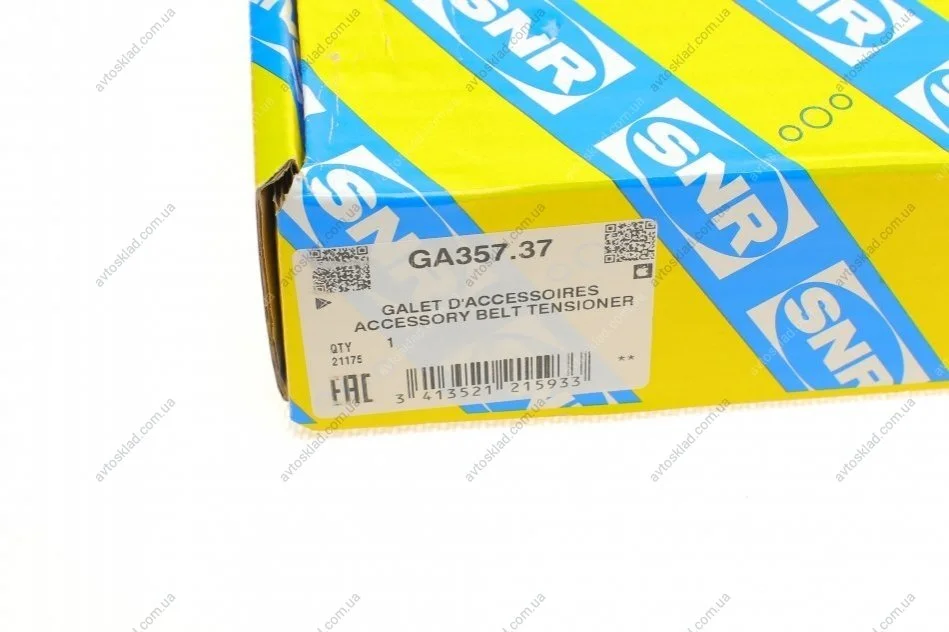 SNR
SNR
SNR
SNR
SNR
GA357.37
GALET D'ACCESSOIRES
ACCESSORY BELT TENSIONER
QTY 1
21175
**
EAC
3 413521 215933
avtosklad.com.ua